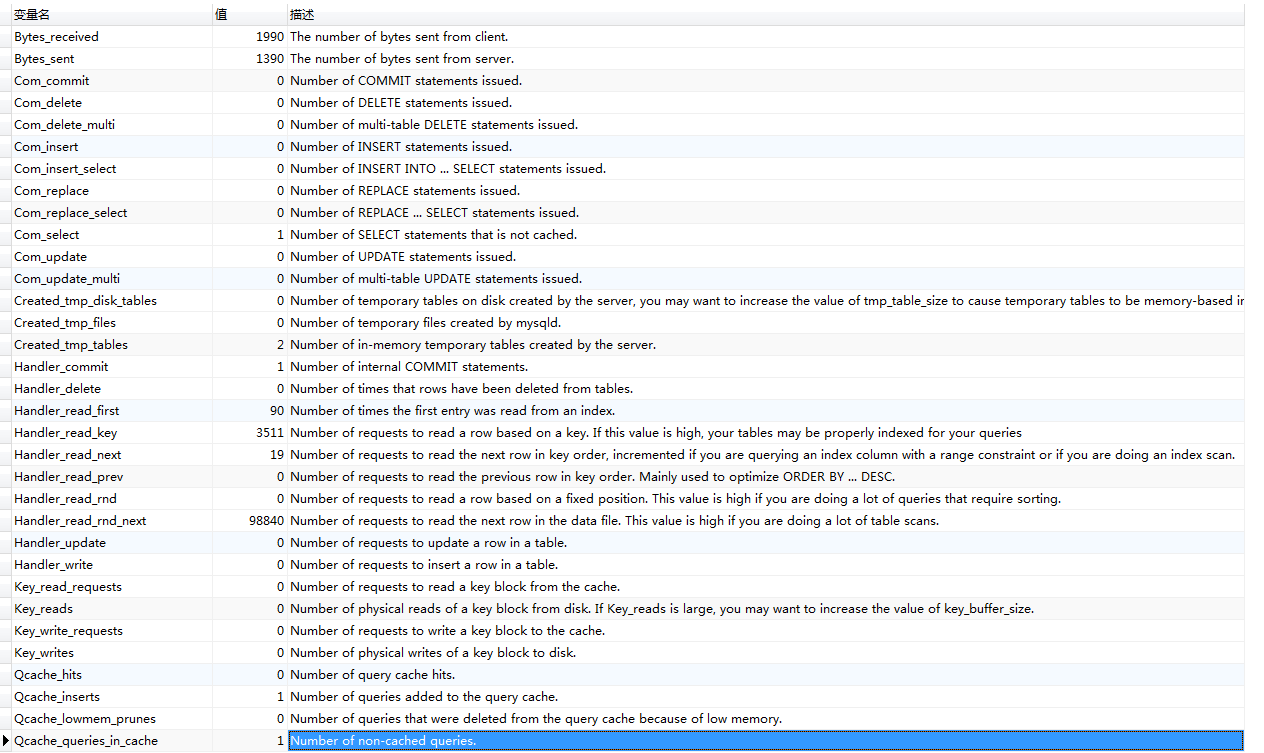 变量名 值 描述
Bytes_received 1990 The number of bytes sent from client.
Bytes_sent 1390 The number of bytes sent from server.
Com_commit 0 Number of COMMIT statements issued.
Com_delete 0 Number of DELETE statements issued.
Com_delete_multi 0 Number of multi-table DELETE statements issued.
Com_insert 0 Number of INSERT statements issued.
Com_insert_select 0 Number of INSERT INTO ... SELECT statements issued.
Com_replace 0 Number of REPLACE statements issued.
Com_replace_select 0 Number of REPLACE ... SELECT statements issued.
Com_select 1 Number of SELECT statements that is not cached.
Com_update 0 Number of UPDATE statements issued.
Com_update_multi 0 Number of multi-table UPDATE statements issued.
Created_tmp_disk_tables 0 Number of temporary tables on disk created by the server, you may want to increase the value of tmp_table_size to cause temporary tables to be memory-based
Created_tmp_files 0 Number of temporary files created by mysqld.
Created_tmp_tables 2 Number of in-memory temporary tables created by the server.
Handler_commit 1 Number of internal COMMIT statements.
Handler_delete 0 Number of times that rows have been deleted from tables.
Handler_read_first 90 Number of times the first entry was read from an index.
Handler_read_key 3511 Number of requests to read a row based on a key. If this value is high, your tables may be properly indexed for your queries
Handler_read_next 19 Number of requests to read the next row in key order, incremented if you are querying an index column with a range constraint or if you are doing an index scan.
Handler_read_prev 0 Number of requests to read the previous row in key order. Mainly used to optimize ORDER BY ... DESC.
Handler_read_rnd 0 Number of requests to read a row based on a fixed position. This value is high if you are doing a lot of queries that require sorting.
Handler_read_rnd_next 98840 Number of requests to read the next row in the data file. This value is high if you are doing a lot of table scans.
Handler_update 0 Number of requests to update a row in a table.
Handler_write 0 Number of requests to insert a row in a table.
Key_read_requests 0 Number of requests to read a key block from the cache.
Key_reads 0 Number of physical reads of a key block from disk. If Key_reads is large, you may want to increase the value of key_buffer_size.
Key_write_requests 0 Number of requests to write a key block to the cache.
Key_writes 0 Number of physical writes of a key block to disk.
Qcache_hits 0 Number of query cache hits.
Qcache_inserts 1 Number of queries added to the query cache.
Qcache_lowmem_prunes 0 Number of queries that were deleted from the query cache because of low memory.
Qcache_queries_in_cache 1 Number of non-cached queries.